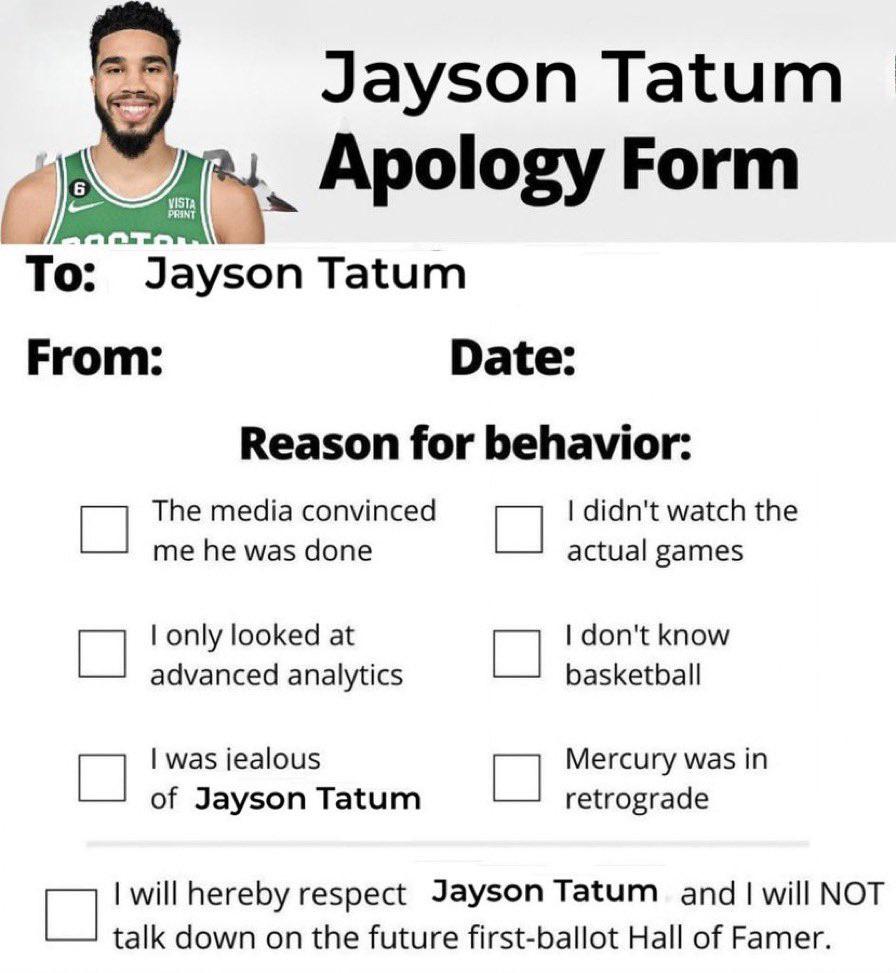 Jayson Tatum
Apology Form
6
VISTA
PRINT
BOSTON
To: Jayson Tatum
From: Date:
Reason for behavior:
The media convinced
me he was done
I didn't watch the
actual games
I only looked at
advanced analytics
I don't know
basketball
I was jealous
of Jayson Tatum
Mercury was in
retrograde
I will hereby respect Jayson Tatum and I will NOT
talk down on the future first-ballot Hall of Famer.